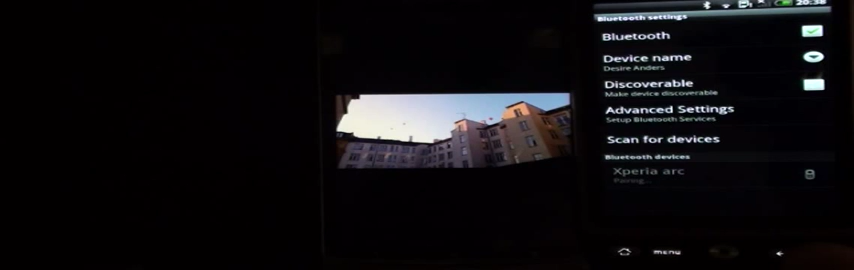 20:38
Bluetooth settings
Bluetooth
Device name
Desire Anders
Discoverable
Make device discoverable
Advanced Settings
Setup Bluetooth Services
Scan for devices
Bluetooth devices
Xperia arc
Pairing...
menu